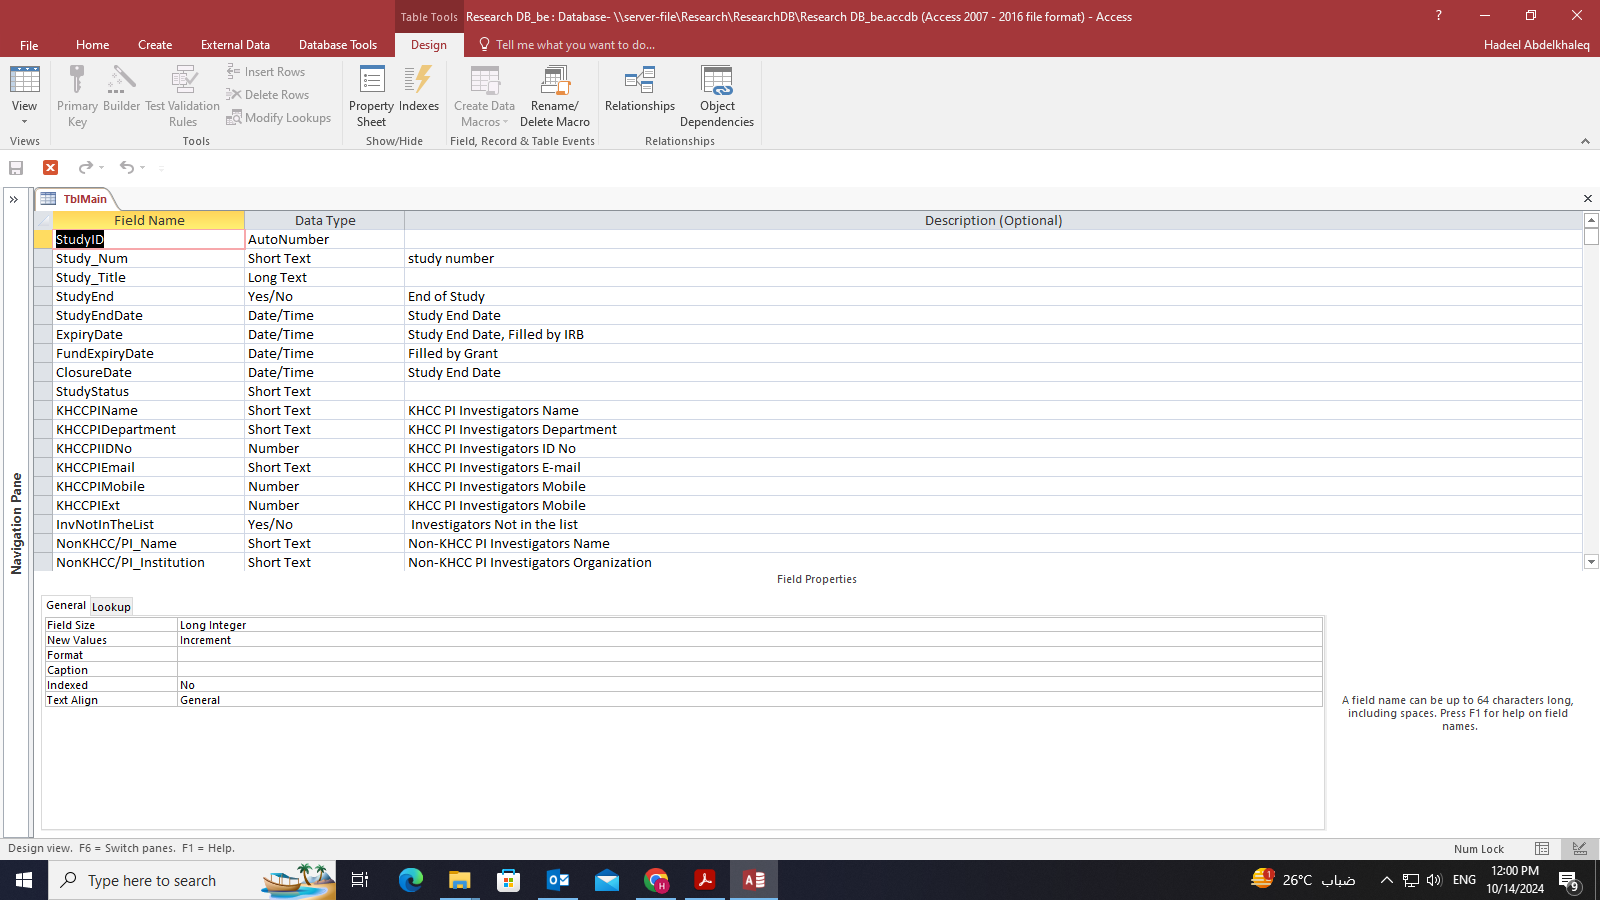 Table Tools Research DB_be : Database- \\server-file\Research\ResearchDB\Research DB_be.accdb (Access 2007 - 2016 file format) - Access ?
File Home Create External Data Database Tools Design Tell me what you want to do... Hadeel Abdelkhaleq
View Primary Key Builder Test Validation Rules Insert Rows
Delete Rows
Modify Lookups
Property Sheet Indexes Create Data Macros Rename/ Delete Macro Relationships Object Dependencies
Views Tools Show/Hide Field, Record & Table Events Relationships
TblMain
Field Name Data Type Description (Optional)
StudyID AutoNumber
Study_Num Short Text study number
Study_Title Long Text
StudyEnd Yes/No End of Study
StudyEndDate Date/Time Study End Date
ExpiryDate Date/Time Study End Date, Filled by IRB
FundExpiryDate Date/Time Filled by Grant
ClosureDate Date/Time Study End Date
StudyStatus Short Text
KHCCPIName Short Text KHCC PI Investigators Name
KHCCPIDepartment Short Text KHCC PI Investigators Department
KHCCPIIDNo Number KHCC PI Investigators ID No
KHCCPIEmail Short Text KHCC PI Investigators E-mail
KHCCPIMobile Number KHCC PI Investigators Mobile
KHCCPIExt Number KHCC PI Investigators Mobile
InvNotInTheList Yes/No Investigators Not in the list
NonKHCC/PI_Name Short Text Non-KHCC PI Investigators Name
NonKHCC/PI_Institution Short Text Non-KHCC PI Investigators Organization
Navigation Pane
Field Properties
General Lookup
Field Size Long Integer
New Values Increment
Format
Caption
Indexed No
Text Align General
A field name can be up to 64 characters long,
including spaces. Press F1 for help on field
names.
Design view. F6 = Switch panes. F1 = Help. Num Lock
Type here to search 1 26°C ضباب ENG 12:00 PM
10/14/2024 9